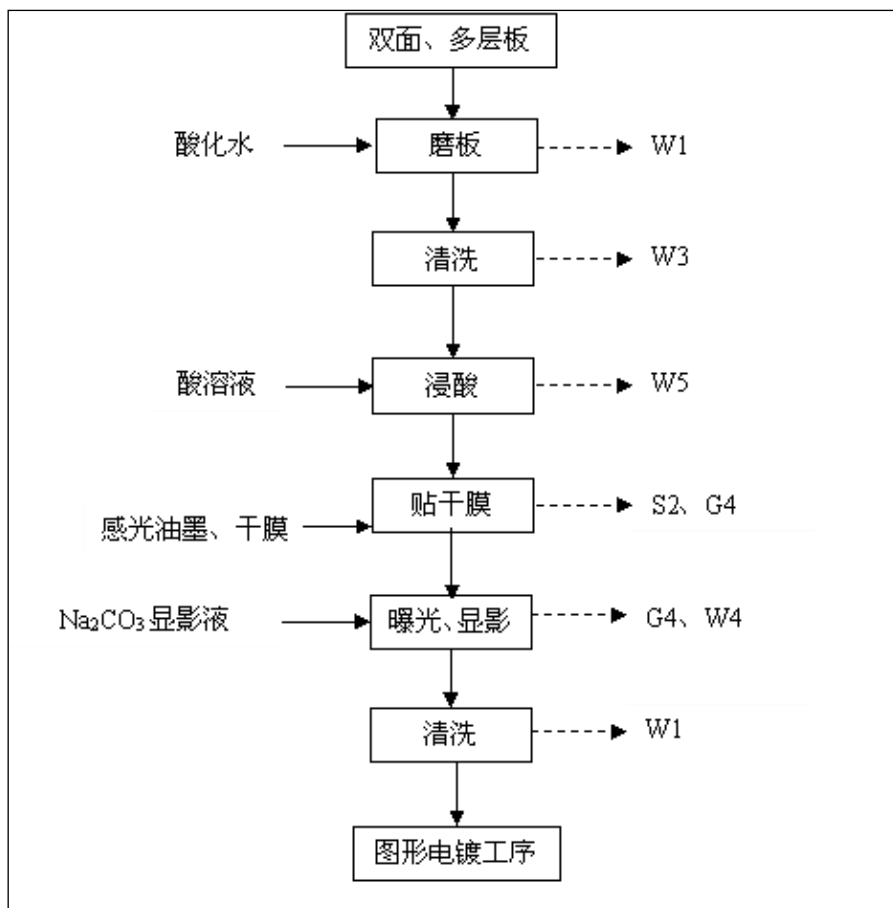 双面、多层板
酸化水
磨板
W1
清洗
W3
酸溶液
浸酸
W5
贴干膜
S2、G4
感光油墨、干膜
Na₂CO₃显影液
曝光、显影
G4、W4
清洗
W1
图形电镀工序